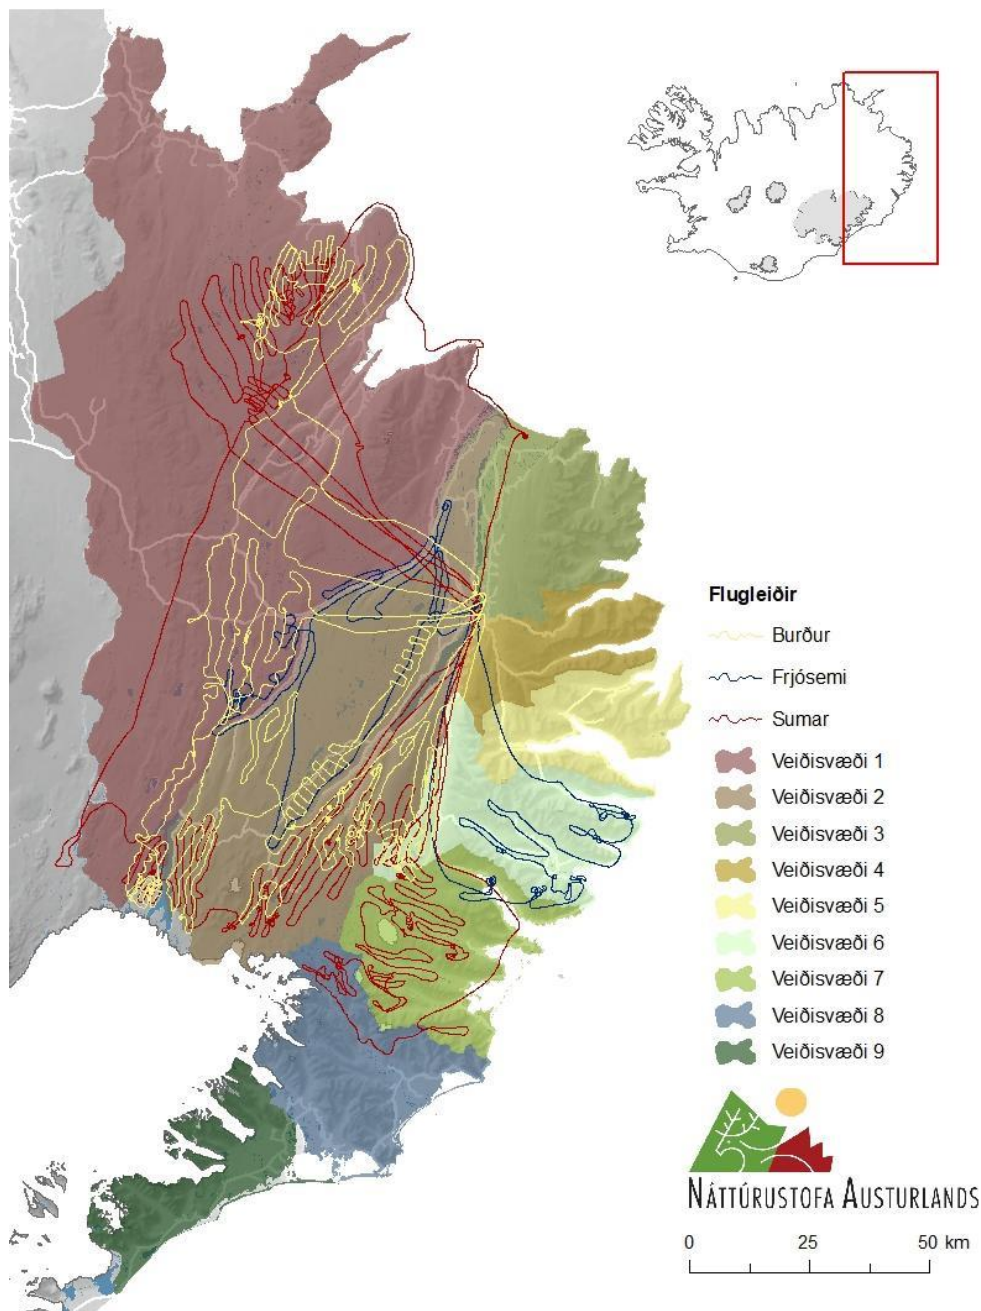 Flugleiðir
Burður
Frjósemi
Sumar
Veiðisvæði 1
Veiðisvæði 2
Veiðisvæði 3
Veiðisvæði 4
Veiðisvæði 5
Veiðisvæði 6
Veiðisvæði 7
Veiðisvæði 8
Veiðisvæði 9
NÁTTÚRUSTOFA AUSTURLANDS
0 25 50 km